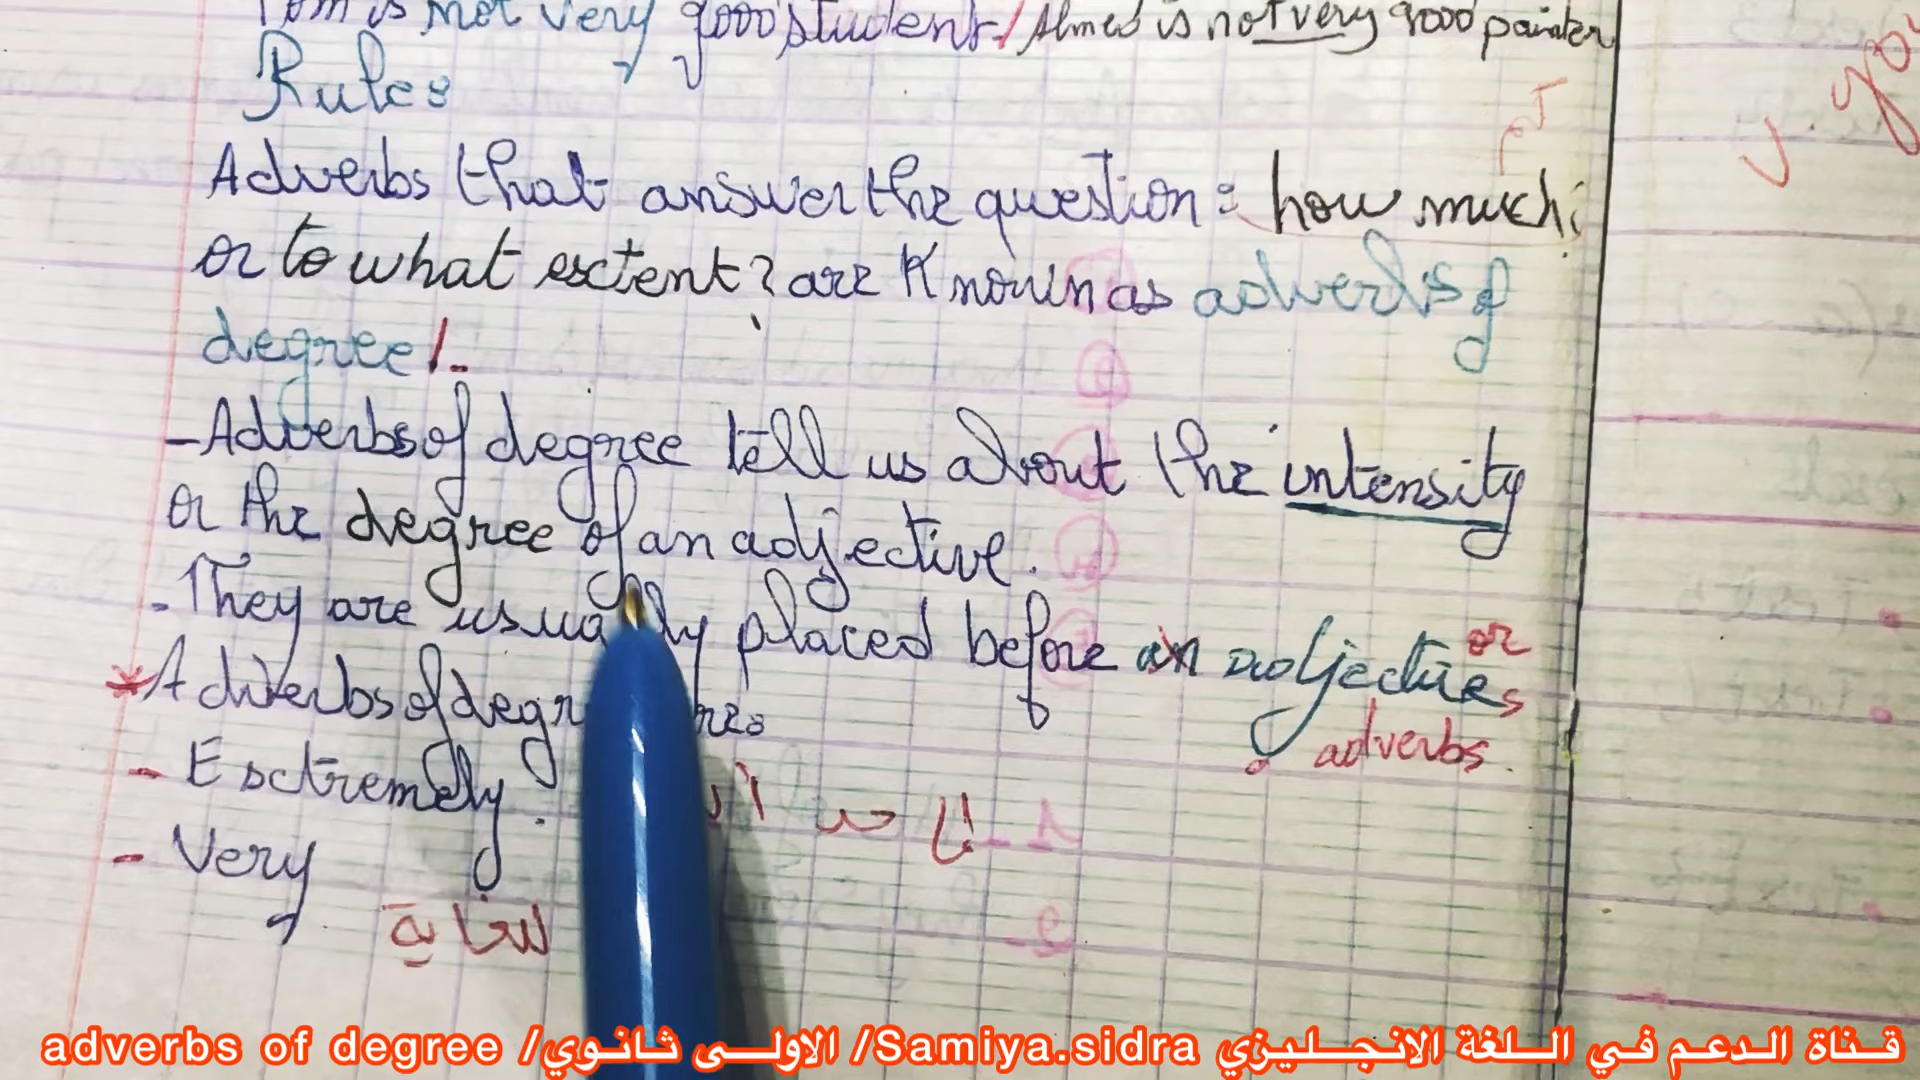 Tom is not very good student / Ahmed is not very good painter
Rule:
Adverbs that answer the question: how much
or to what extent? are Known as adverbs of
degree/.
- Adverbs of degree tell us about the intensity
or the degree of an adjective.
- They are usually placed before an adjectives or
adverbs.
* Adverbs of degree are:
- Extremely.
- Very
للغاية
adverbs of degree /قناة الدعم في اللغة الانجليزي Samiya.sidra/ الاولى ثانوي